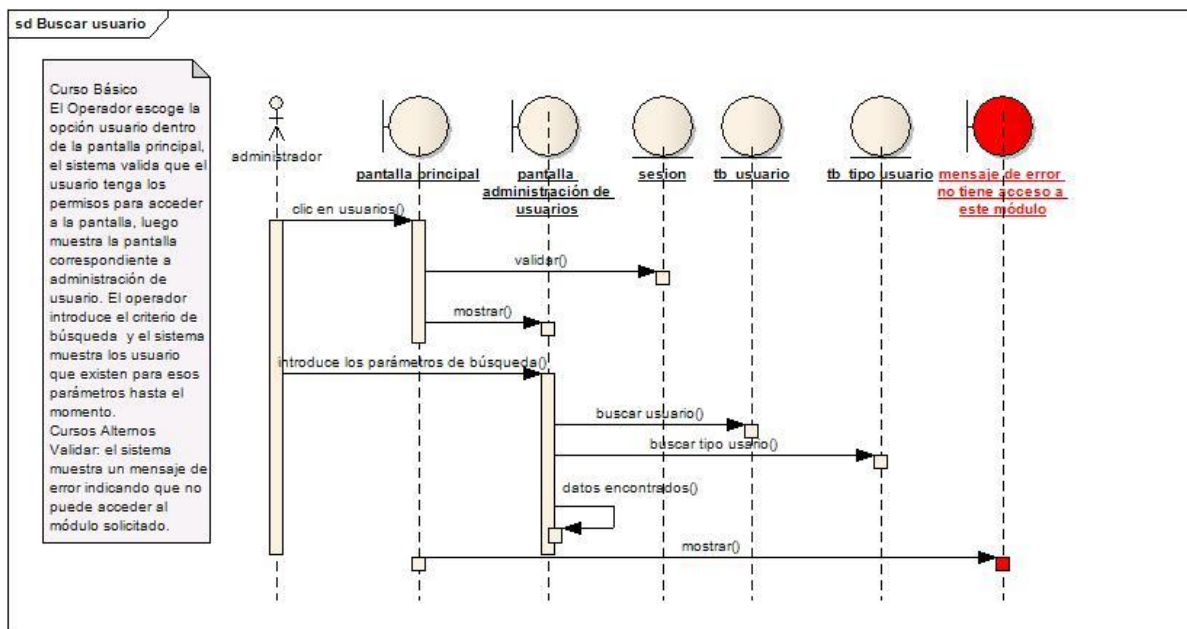 sd Buscar usuario
Curso Básico
El Operador escoge la
opción usuario dentro
de la pantalla principal,
el sistema valida que el
usuario tenga los
permisos para acceder
a la pantalla, luego
muestra la pantalla
correspondiente a
administración de
usuario. El operador
introduce el criterio de
búsqueda y el sistema
muestra los usuario
que existen para esos
parámetros hasta el
momento.
Cursos Alternos
Validar: el sistema
muestra un mensaje de
error indicando que no
puede acceder al
módulo solicitado.
administrador
pantalla principal
pantalla
administración de
usuarios
sesion
tb_usuario
tb_tipo usuario
mensaje de error
no tiene acceso a
este módulo
clic en usuarios()
validar()
mostrar()
introduce los parámetros de búsqueda()
buscar usuario()
buscar tipo usario()
datos encontrados()
mostrar()